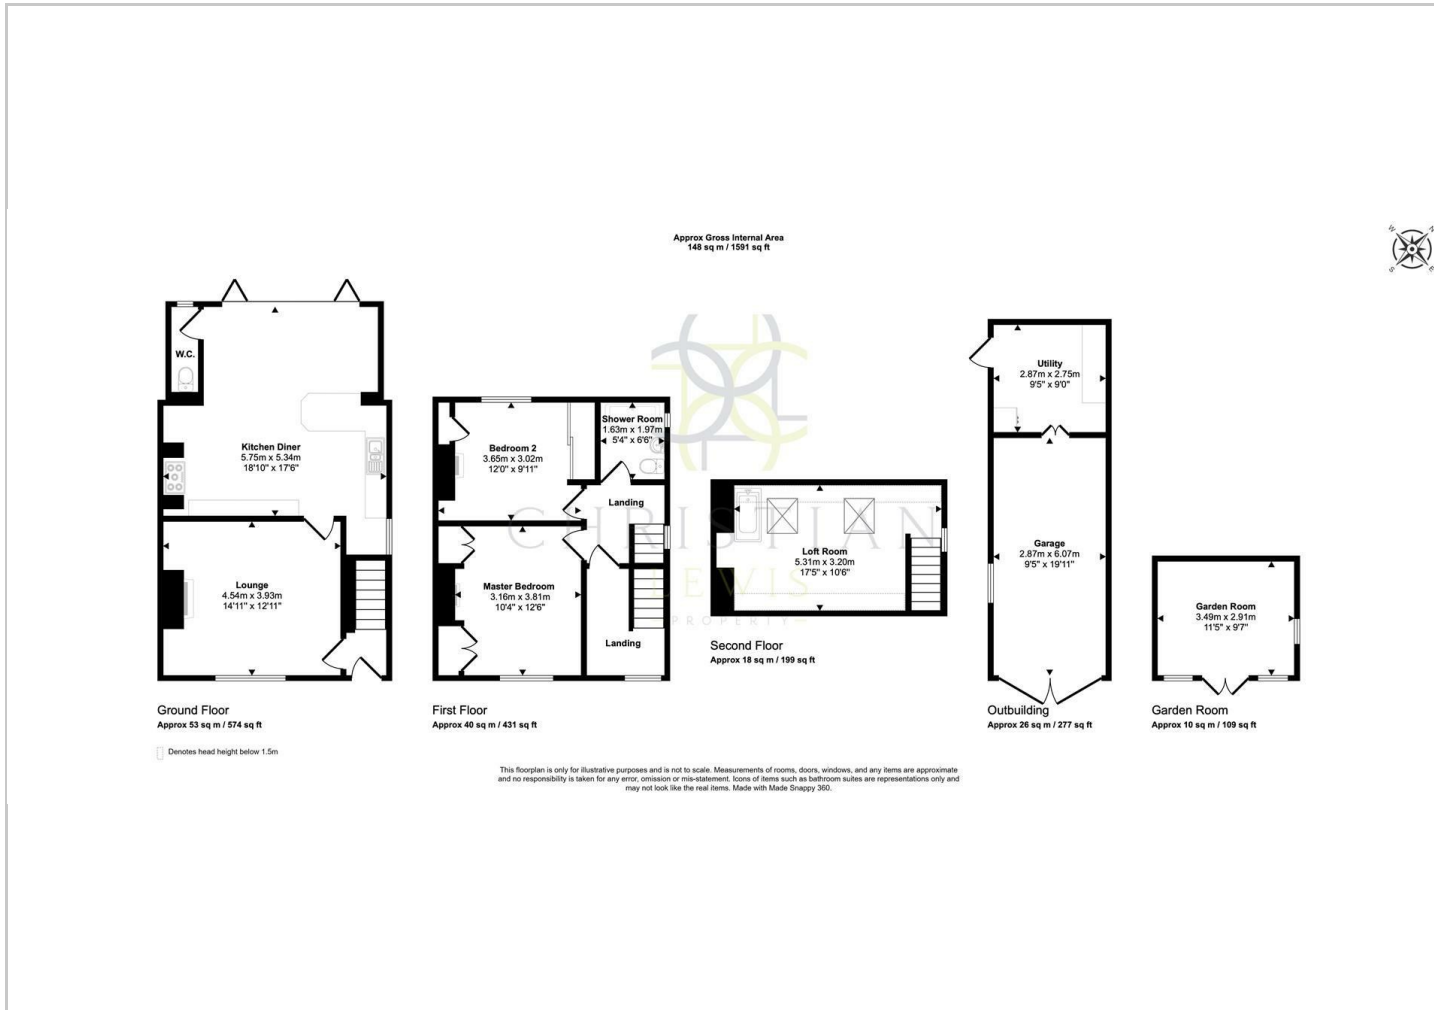 Approx Gross Internal Area
148 sq m / 1591 sq ft
W
N
S
E
W.C.
Kitchen Diner
5.75m x 5.34m
18'10" x 17'6"
Lounge
4.54m x 3.93m
14'11" x 12'11"
Ground Floor
Approx 53 sq m / 574 sq ft
Denotes head height below 1.5m
Bedroom 2
3.65m x 3.02m
12'0" x 9'11"
Shower Room
1.63m x 1.97m
5'4" x 6'6"
Landing
Master Bedroom
3.16m x 3.81m
10'4" x 12'6"
Landing
First Floor
Approx 40 sq m / 431 sq ft
CHRISTIAN
LEWIS
PROPERTY
Loft Room
5.31m x 3.20m
17'5" x 10'6"
Second Floor
Approx 18 sq m / 199 sq ft
Utility
2.87m x 2.75m
9'5" x 9'0"
Garage
2.87m x 6.07m
9'5" x 19'11"
Outbuilding
Approx 26 sq m / 277 sq ft
Garden Room
3.49m x 2.91m
11'5" x 9'7"
Garden Room
Approx 10 sq m / 109 sq ft
This floorplan is only for illustrative purposes and is not to scale. Measurements of rooms, doors, windows, and any items are approximate
and no responsibility is taken for any error, omission or mis-statement. Icons of items such as bathroom suites are representations only and
may not look like the real items. Made with Made Snappy 360.